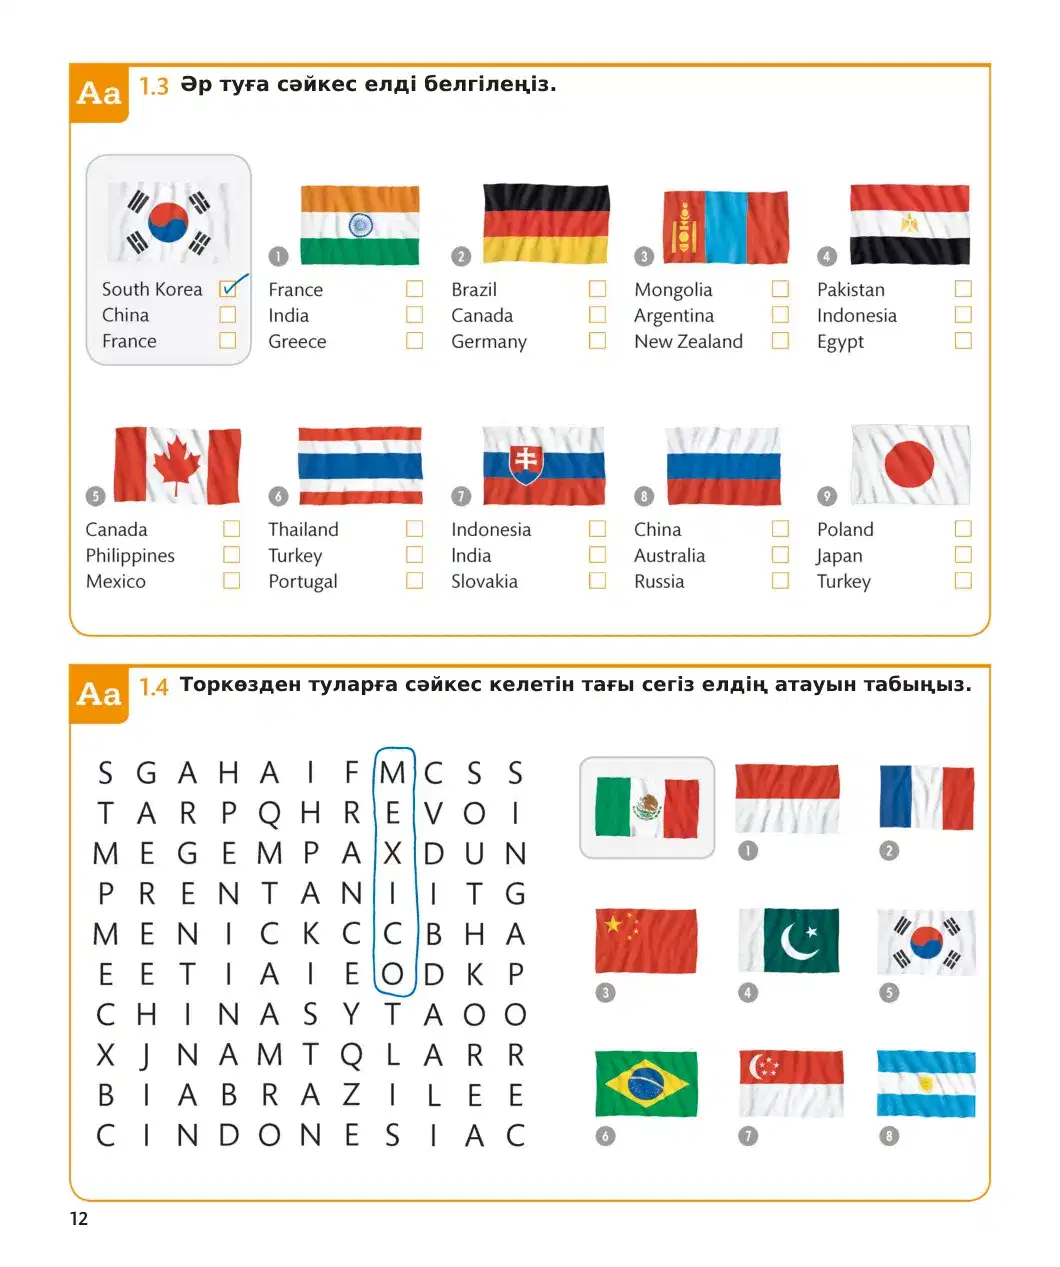 Aa 1.3 Әр туға сәйкес елді белгілеңіз.
South Korea
China
France
1
France
India
Greece
2
Brazil
Canada
Germany
3
Mongolia
Argentina
New Zealand
4
Pakistan
Indonesia
Egypt
5
Canada
Philippines
Mexico
6
Thailand
Turkey
Portugal
7
Indonesia
India
Slovakia
8
China
Australia
Russia
9
Poland
Japan
Turkey
Aa 1.4 Торкөзден туларға сәйкес келетін тағы сегіз елдің атауын табыңыз.
S G A H A I F M C S S
T A R P Q H R E V O I
M E G E M P A X D U N
P R E N T A N I I T G
M E N I C K C C B H A
E E T I A I E O D K P
C H I N A S Y T A O O
X J N A M T Q L A R R
B I A B R A Z I L E E
C I N D O N E S I A C
1
2
3
4
5
6
7
8
12